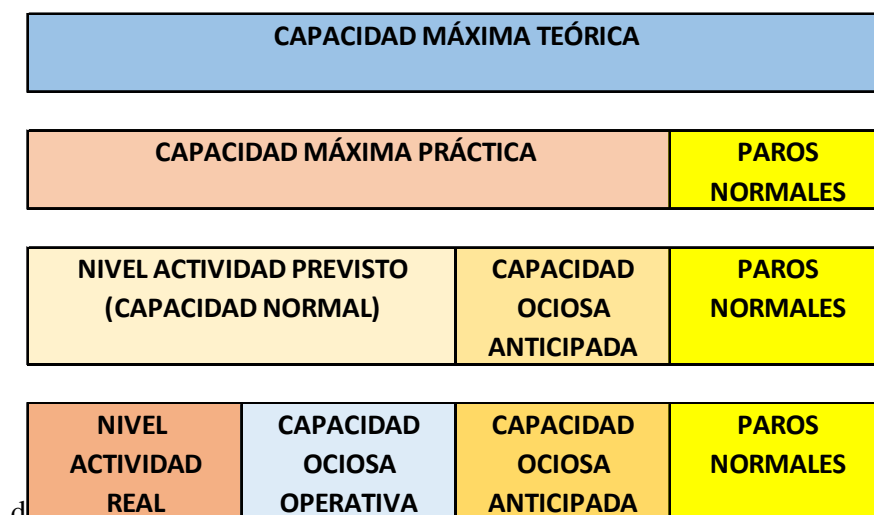 CAPACIDAD MÁXIMA TEÓRICA
CAPACIDAD MÁXIMA PRÁCTICA
PAROS
NORMALES
NIVEL ACTIVIDAD PREVISTO
(CAPACIDAD NORMAL)
CAPACIDAD
OCIOSA
ANTICIPADA
PAROS
NORMALES
NIVEL
ACTIVIDAD
REAL
CAPACIDAD
OCIOSA
OPERATIVA
CAPACIDAD
OCIOSA
ANTICIPADA
PAROS
NORMALES
d